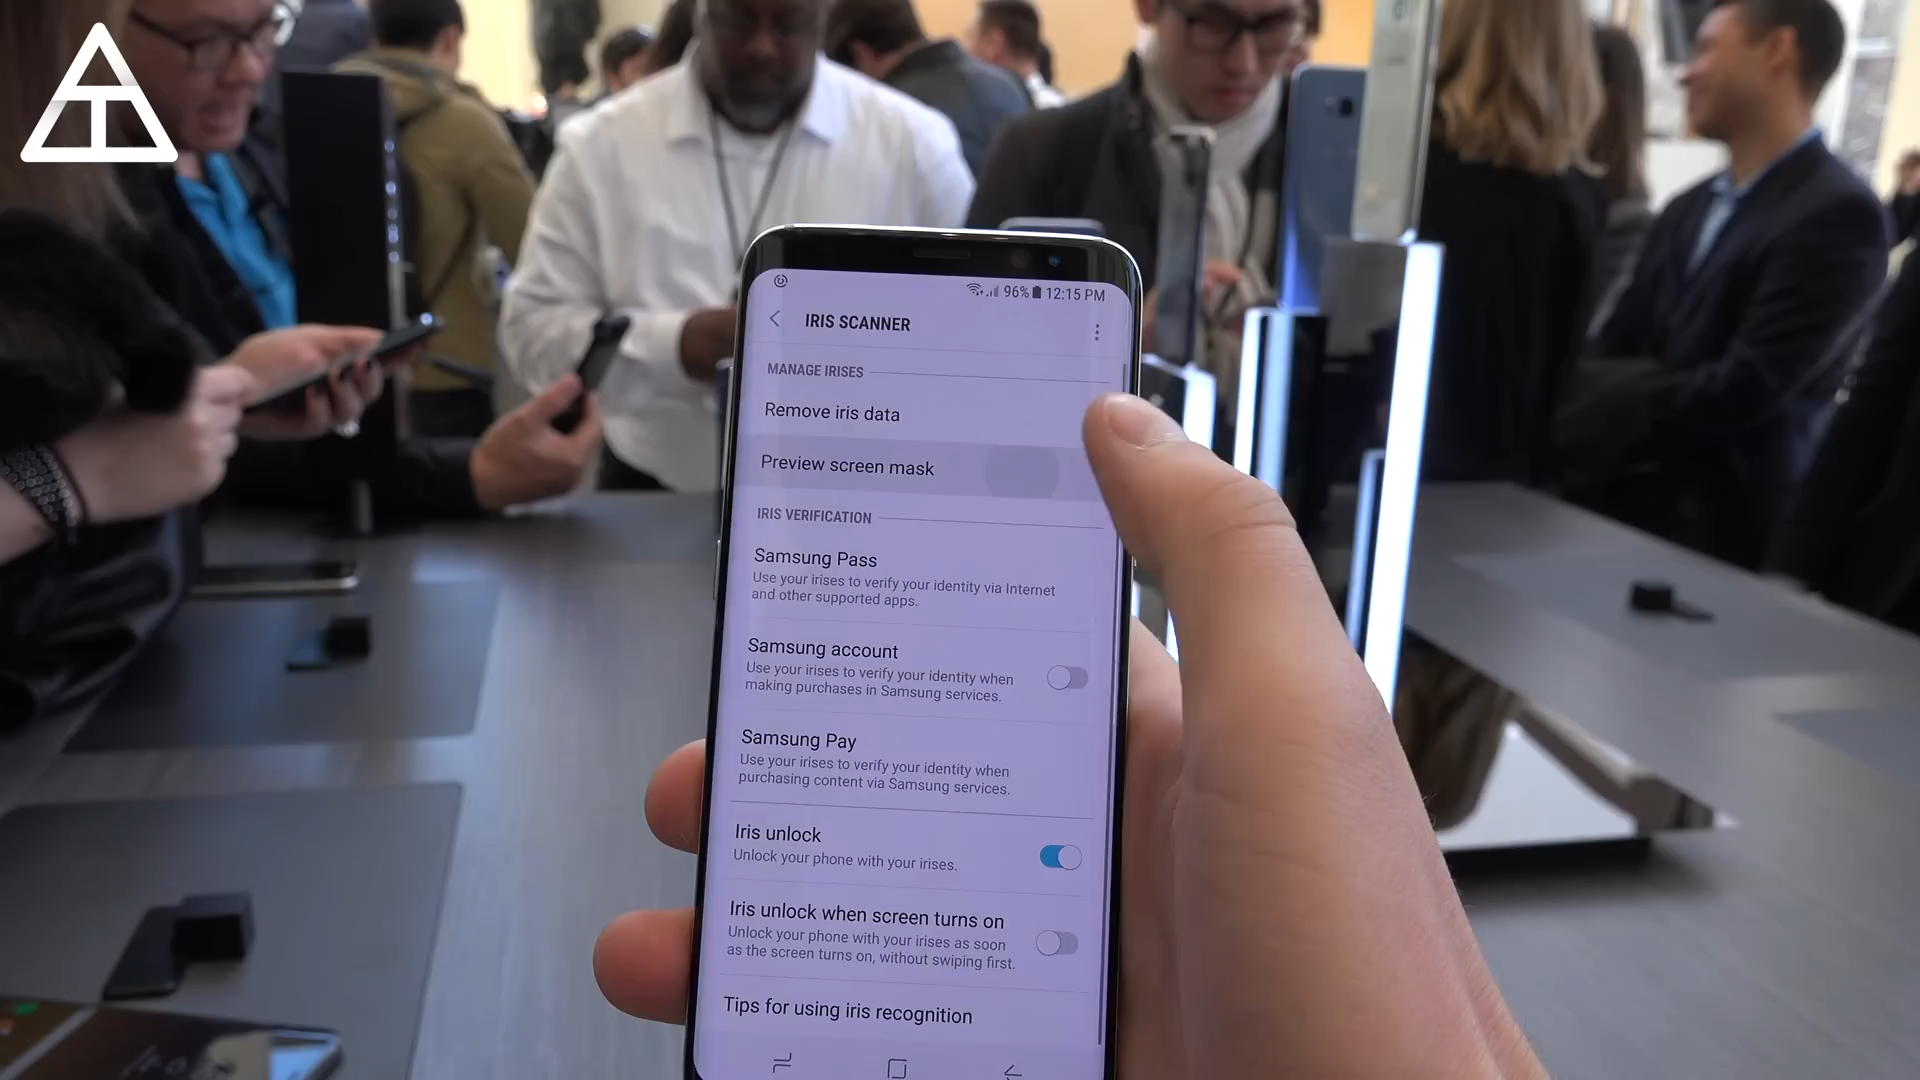 96% 12:15 PM
IRIS SCANNER
MANAGE IRISES
Remove iris data
Preview screen mask
IRIS VERIFICATION
Samsung Pass
Use your irises to verify your identity via Internet
and other supported apps.
Samsung account
Use your irises to verify your identity when
making purchases in Samsung services.
Samsung Pay
Use your irises to verify your identity when
purchasing content via Samsung services.
Iris unlock
Unlock your phone with your irises.
Iris unlock when screen turns on
Unlock your phone with your irises as soon
as the screen turns on, without swiping first.
Tips for using iris recognition